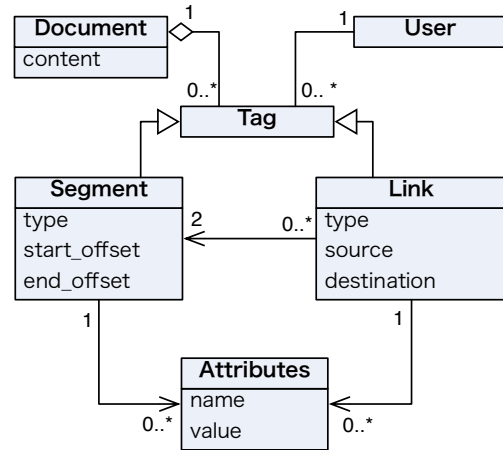 Document
content
1
0..*
User
1
0.. *
Tag
Segment
type
start_offset
end_offset
2
0..*
Link
type
source
destination
1
1
Attributes
name
value
0..*
0..*